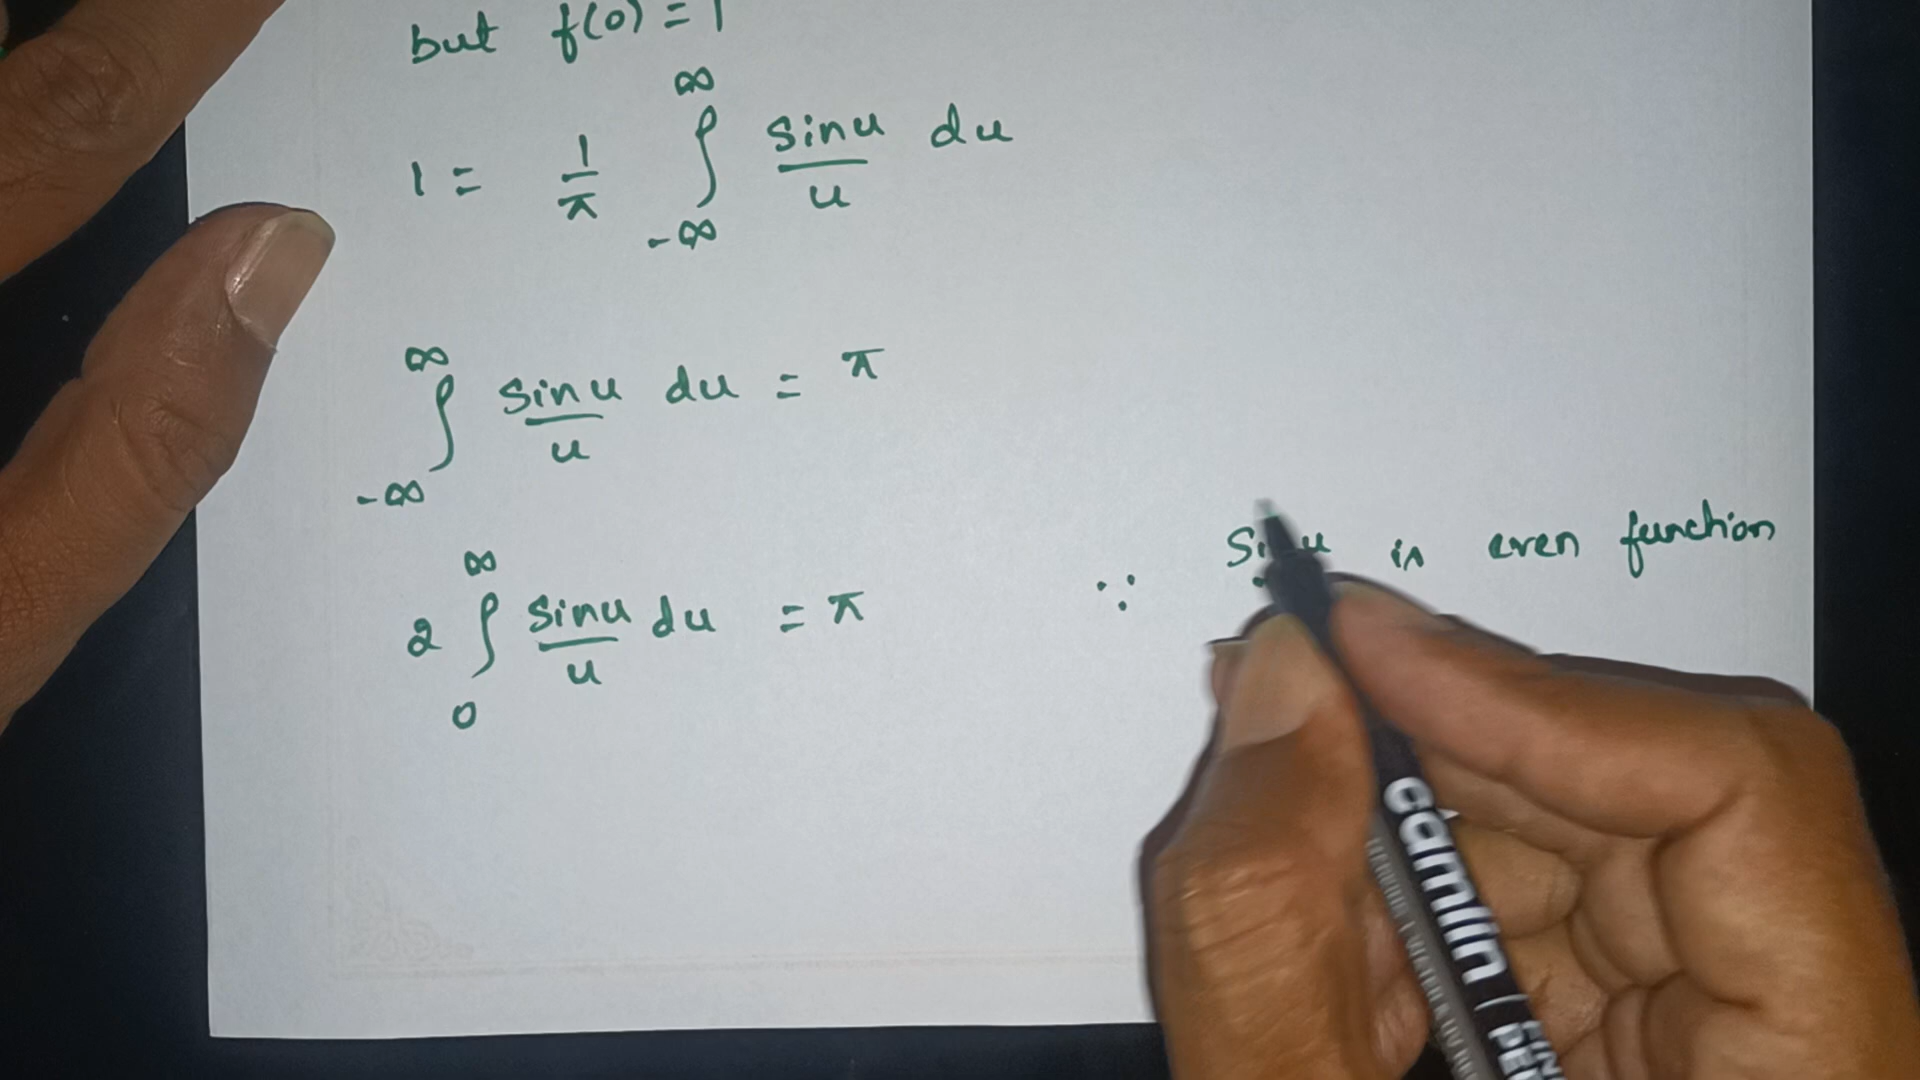 but f(0) = 1
1 = 1/π ∫_{-∞}^{∞} sinu/u du
∫_{-∞}^{∞} sinu/u du = π
2 ∫_{0}^{∞} sinu/u du = π
∵ is even function
camlin